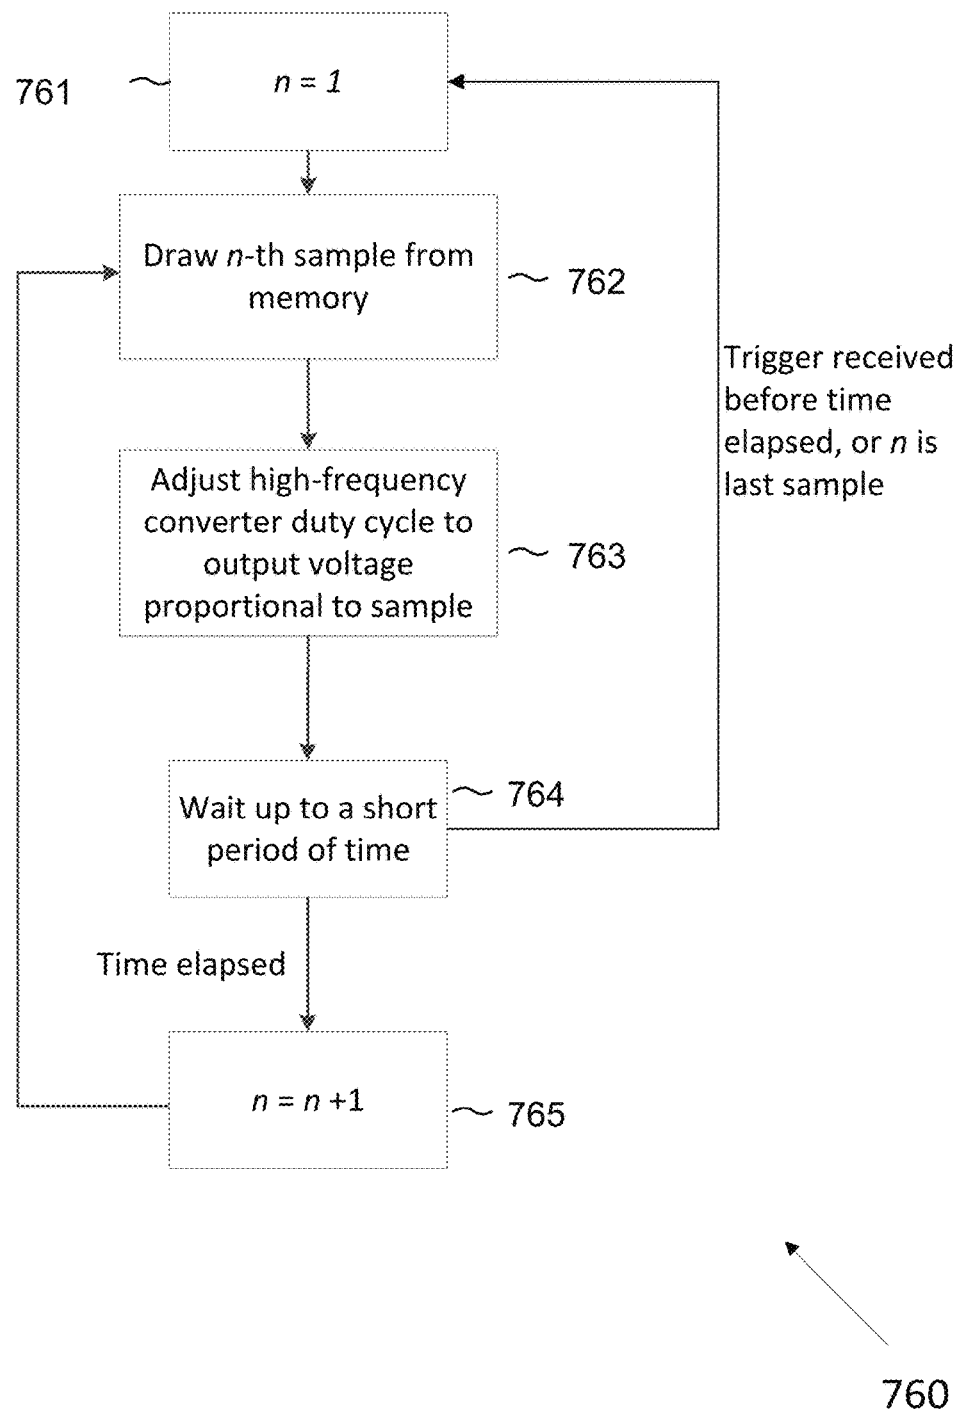 761
n = 1
Draw n-th sample from
memory
762
Trigger received
before time
elapsed, or n is
last sample
Adjust high-frequency
converter duty cycle to
output voltage
proportional to sample
763
Wait up to a short
period of time
764
Time elapsed
n = n +1
765
760